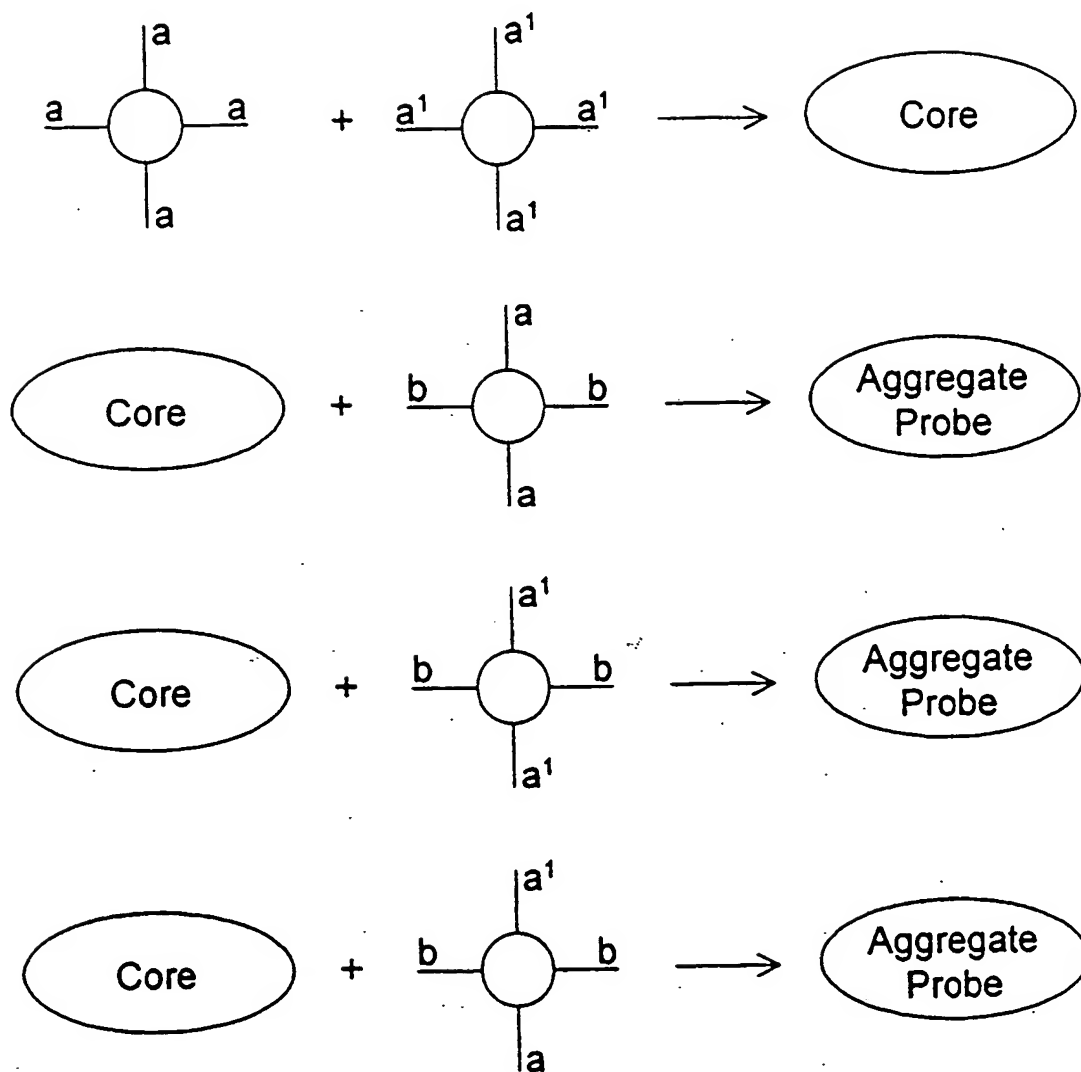 a a¹
a a + a¹ a¹ → Core
a a¹
a
Core + b b → Aggregate
Probe
a
a¹
Core + b b → Aggregate
Probe
a¹
a¹
Core + b b → Aggregate
Probe
a